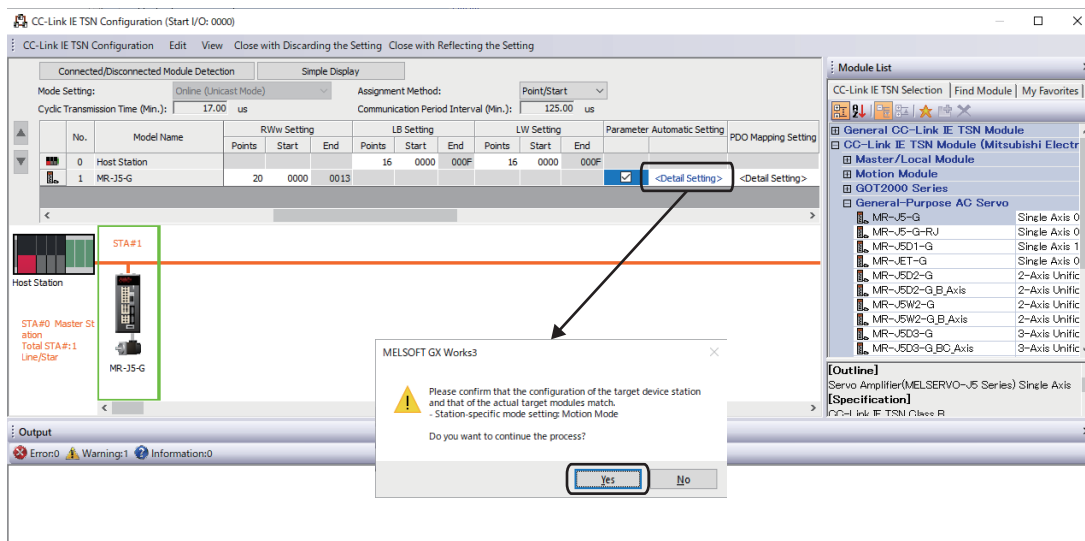 CC-Link IE TSN Configuration (Start I/O: 0000)
CC-Link IE TSN Configuration Edit View Close with Discarding the Setting Close with Reflecting the Setting
Connected/Disconnected Module Detection Simple Display
Mode Setting: Online (Unicast Mode) Assignment Method: Point/Start
Cyclic Transmission Time (Min.): 17.00 us Communication Period Interval (Min.): 125.00 us
No. Model Name RWw Setting LB Setting LW Setting Parameter Automatic Setting PDO Mapping Setting
Points Start End Points Start End Points Start End
0 Host Station 16 0000 000F 16 0000 000F
1 MR-J5-G 20 0000 0013 <Detail Setting> <Detail Setting>
STA#1
Host Station
STA#0 Master St
ation
Total STA#:1
Line/Star
MR-J5-G
MELSOFT GX Works3
Please confirm that the configuration of the target device station
and that of the actual target modules match.
- Station-specific mode setting: Motion Mode
Do you want to continue the process?
Yes No
Module List
CC-Link IE TSN Selection Find Module My Favorites
General CC-Link IE TSN Module
CC-Link IE TSN Module (Mitsubishi Electr
Master/Local Module
Motion Module
GOT2000 Series
General-Purpose AC Servo
MR-J5-G Single Axis 0
MR-J5-G-RJ Single Axis 0
MR-J5D1-G Single Axis 1
MR-JET-G Single Axis 0
MR-J5D2-G 2-Axis Unific
MR-J5D2-G_B_Axis 2-Axis Unific
MR-J5W2-G 2-Axis Unific
MR-J5W2-G_B_Axis 2-Axis Unific
MR-J5D3-G 3-Axis Unific
MR-J5D3-G_BC_Axis 3-Axis Unific
[Outline]
Servo Amplifier(MELSERVO-J5 Series) Single Axis
[Specification]
CC-Link IE TSN Class B
Output
Error:0 Warning:1 Information:0